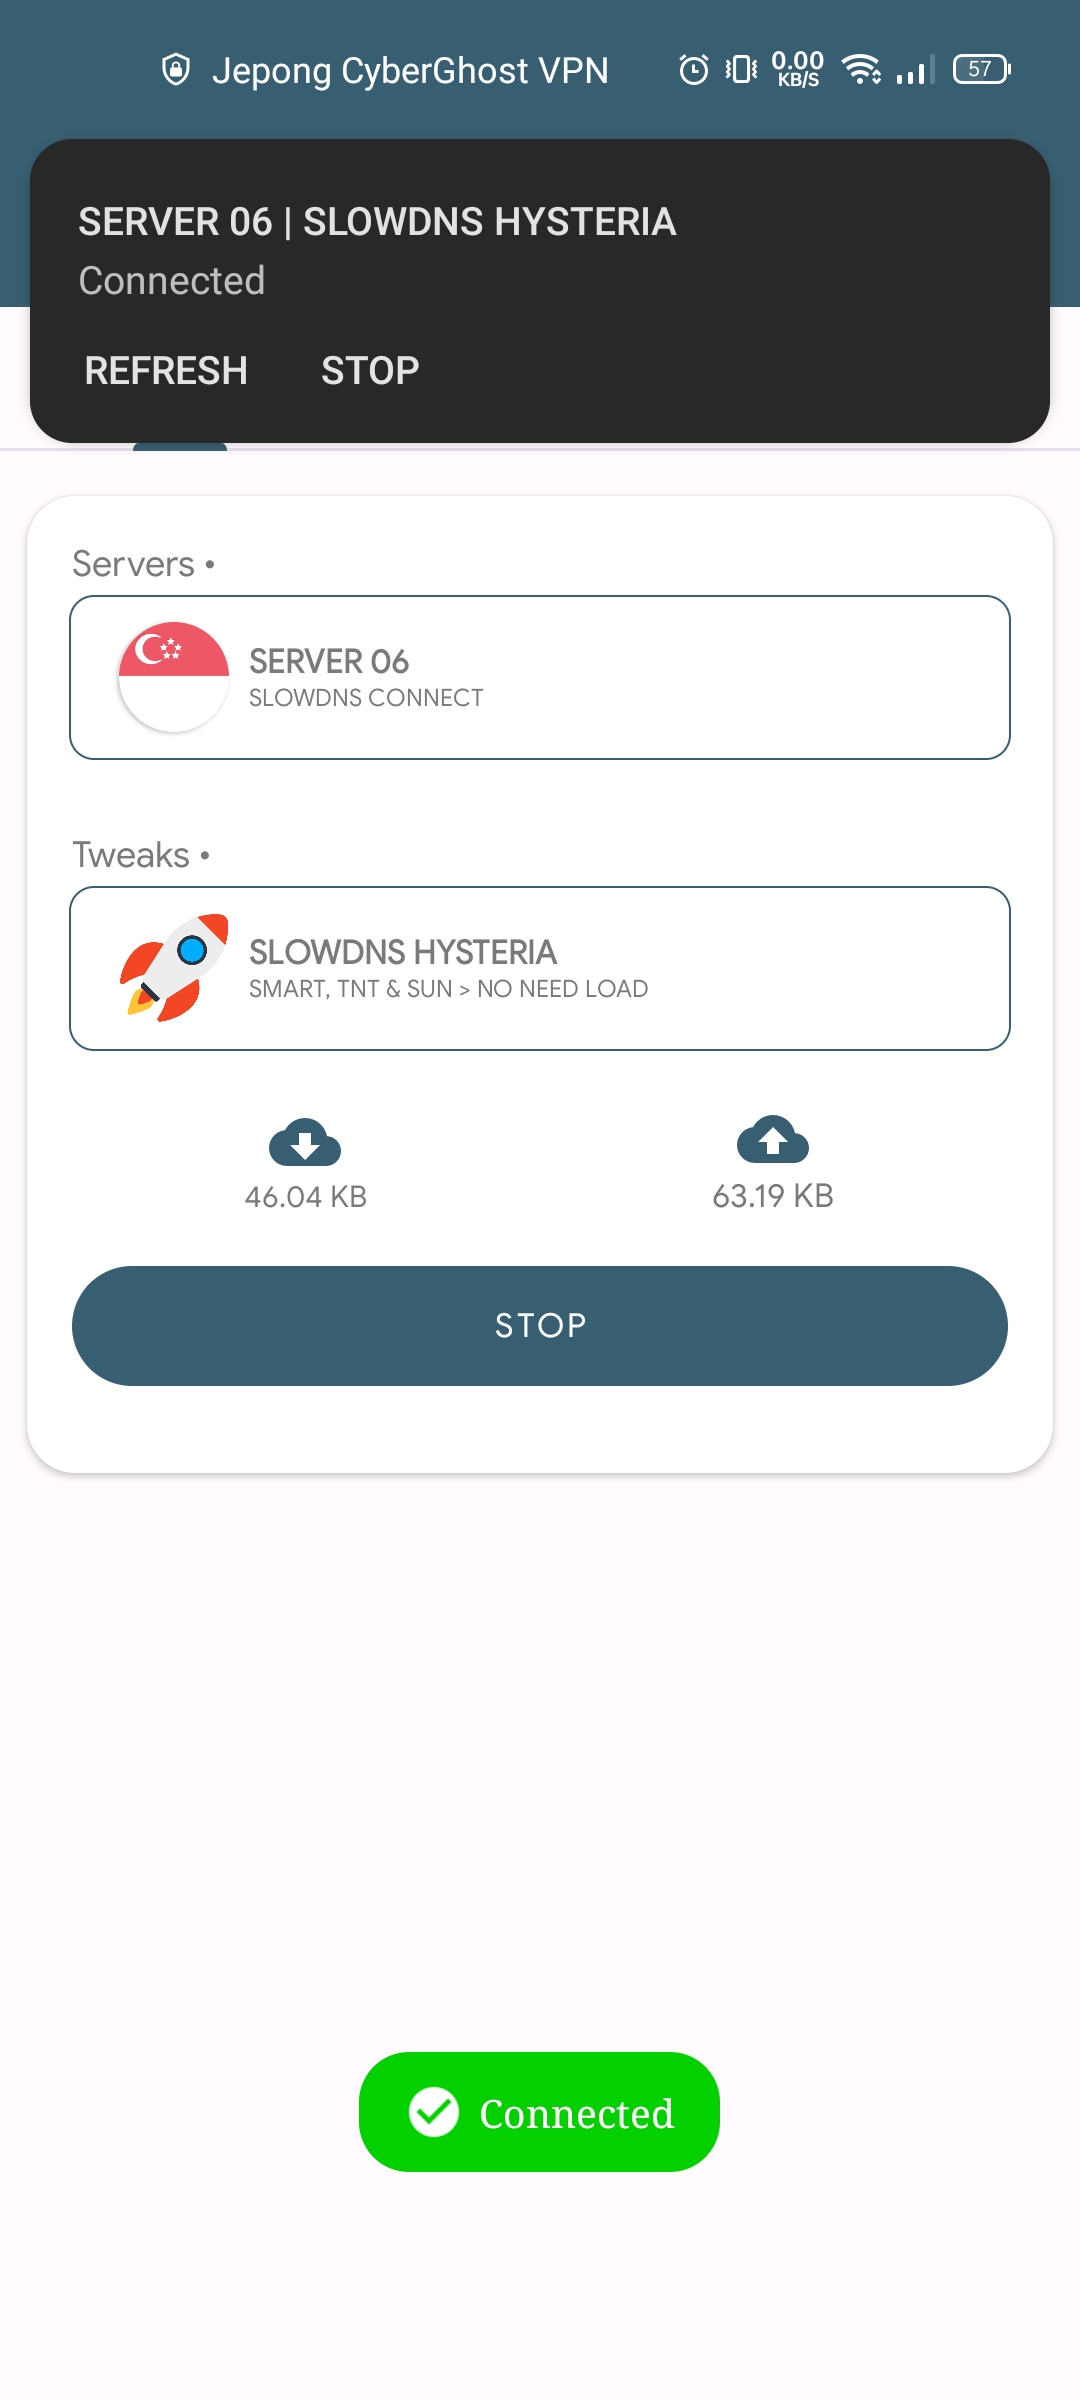 Jepong CyberGhost VPN 0.00 KB/S 57
SERVER 06 | SLOWDNS HYSTERIA
Connected
REFRESH STOP
Servers •
SERVER 06
SLOWDNS CONNECT
Tweaks •
SLOWDNS HYSTERIA
SMART, TNT & SUN > NO NEED LOAD
46.04 KB 63.19 KB
STOP
Connected